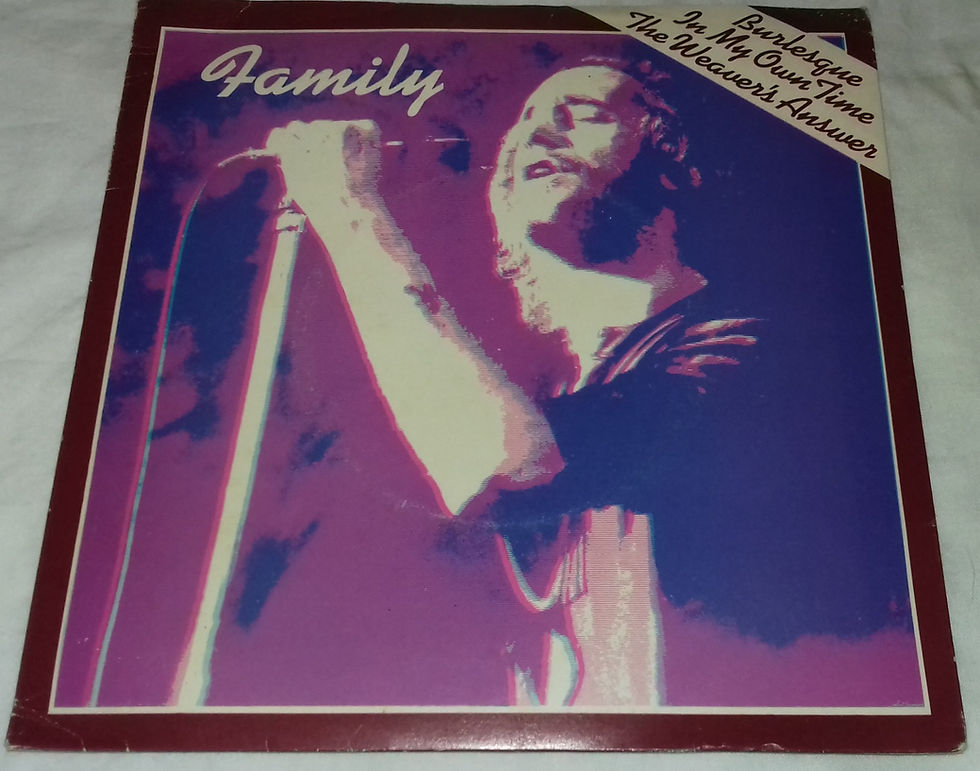 Family
Burlesque
In My Own Time
The Weaver's Answer